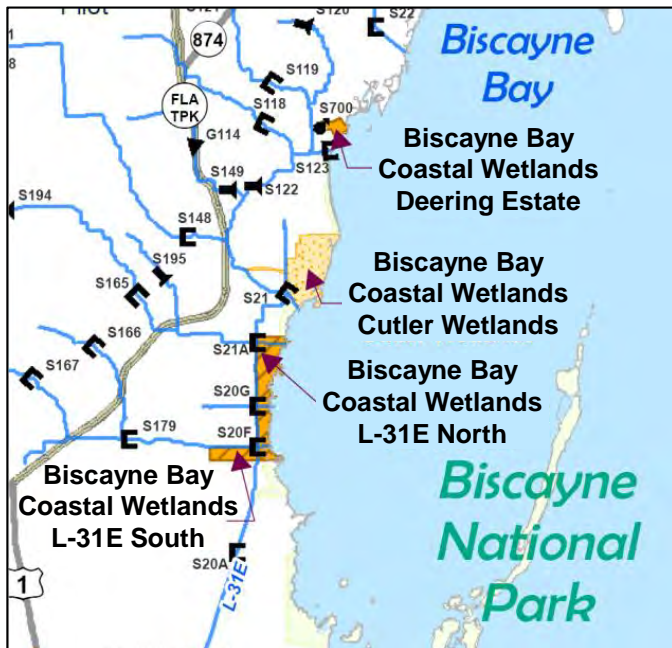 S120
S22
Biscayne
Bay
874
S119
FLA
TPK
S118
S700
G114
S123
Biscayne Bay
Coastal Wetlands
Deering Estate
S149
S122
S194
S148
S195
S165
S21
Biscayne Bay
Coastal Wetlands
Cutler Wetlands
S166
S21A
S167
Biscayne Bay
Coastal Wetlands
L-31E North
S20G
S179
S20F
Biscayne Bay
Coastal Wetlands
L-31E South
Biscayne
National
Park
S20A
L-31E
1